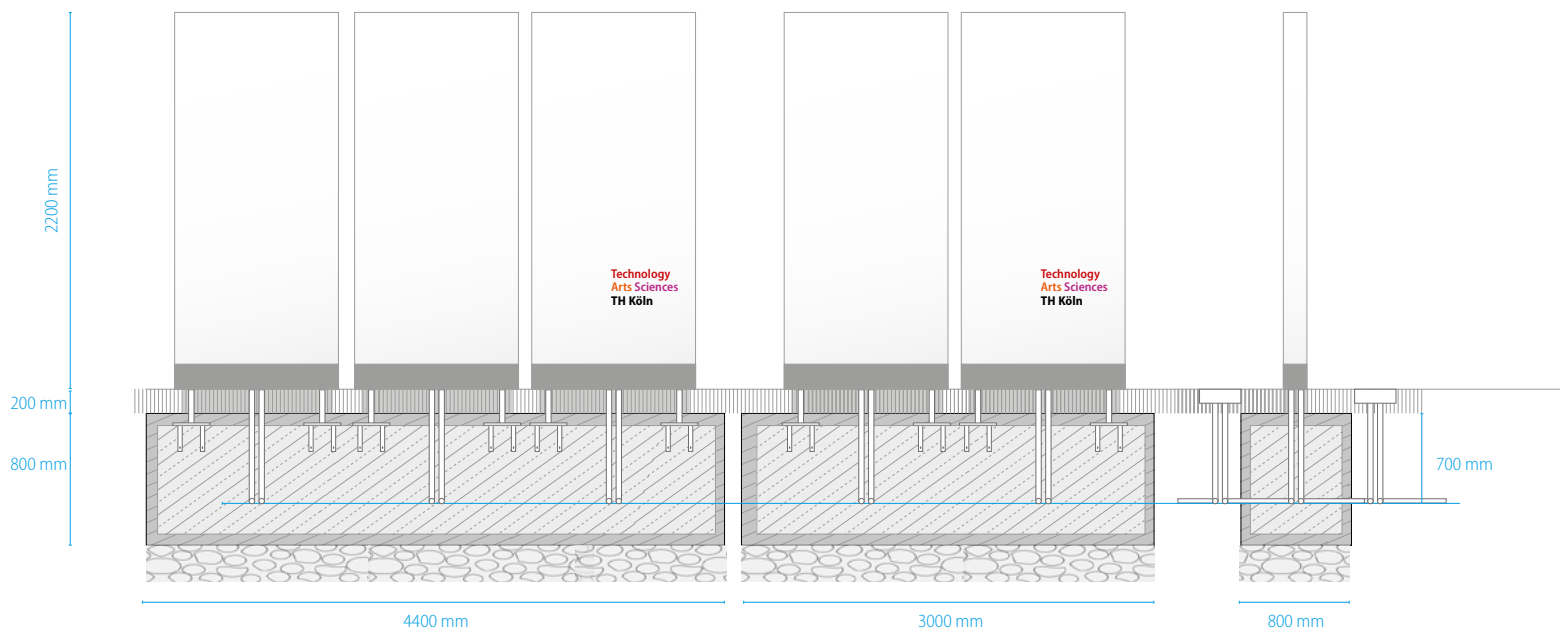 2200 mm
Technology
Arts Sciences
TH Köln
Technology
Arts Sciences
TH Köln
200 mm
800 mm
700 mm
4400 mm
3000 mm
800 mm